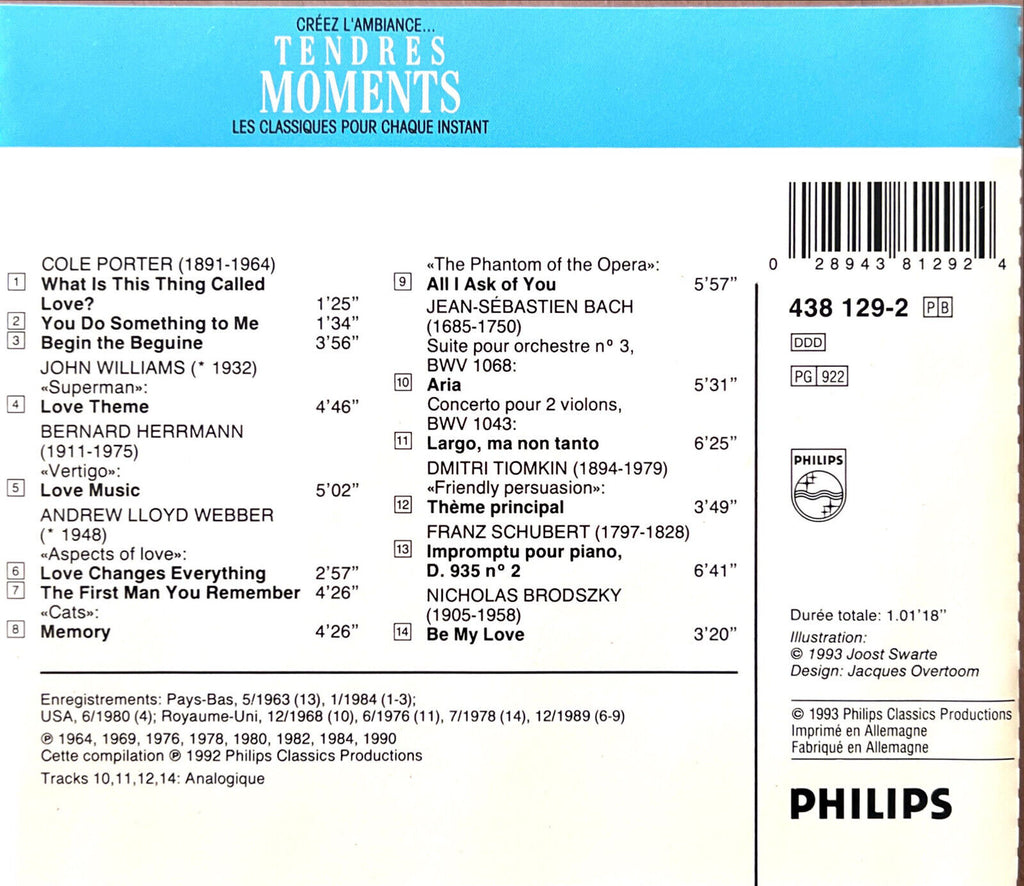 CRÉEZ L'AMBIANCE...
TENDRES
MOMENTS
LES CLASSIQUES POUR CHAQUE INSTANT
COLE PORTER (1891-1964)
1 What Is This Thing Called
Love? 1'25"
2 You Do Something to Me 1'34"
3 Begin the Beguine 3'56"
JOHN WILLIAMS (* 1932)
«Superman»:
4 Love Theme 4'46"
BERNARD HERRMANN
(1911-1975)
«Vertigo»:
5 Love Music 5'02"
ANDREW LLOYD WEBBER
(* 1948)
«Aspects of love»:
6 Love Changes Everything 2'57"
7 The First Man You Remember 4'26"
«Cats»:
8 Memory 4'26"
«The Phantom of the Opera»:
9 All I Ask of You 5'57"
JEAN-SÉBASTIEN BACH
(1685-1750)
Suite pour orchestre nº 3,
BWV 1068:
10 Aria 5'31"
Concerto pour 2 violons,
BWV 1043:
11 Largo, ma non tanto 6'25"
DMITRI TIOMKIN (1894-1979)
«Friendly persuasion»:
12 Thème principal 3'49"
FRANZ SCHUBERT (1797-1828)
13 Impromptu pour piano,
D. 935 nº 2 6'41"
NICHOLAS BRODSZKY
(1905-1958)
14 Be My Love 3'20"
Enregistrements: Pays-Bas, 5/1963 (13), 1/1984 (1-3);
USA, 6/1980 (4); Royaume-Uni, 12/1968 (10), 6/1976 (11), 7/1978 (14), 12/1989 (6-9)
℗ 1964, 1969, 1976, 1978, 1980, 1982, 1984, 1990
Cette compilation ℗ 1992 Philips Classics Productions
Tracks 10,11,12,14: Analogique
0 28943 81292 4
438 129-2 PB
DDD
PG 922
PHILIPS
Durée totale: 1.01'18"
Illustration:
© 1993 Joost Swarte
Design: Jacques Overtoom
© 1993 Philips Classics Productions
Imprimé en Allemagne
Fabriqué en Allemagne
PHILIPS